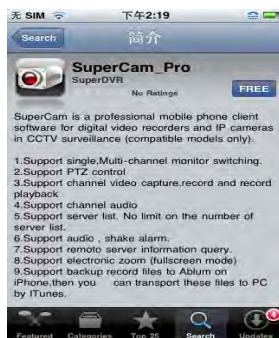 无 SIM 下午2:19
Search 简介
SuperCam_Pro
SuperDVR
No Ratings FREE
SuperCam is a professional mobile phone client
software for digital video recorders and IP cameras
in CCTV surveillance (compatible models only).
1.Support single,Multi-channel monitor switching.
2.Support PTZ control
3.Support channel video capture,record and record
playback
4.Support channel audio
5.Support server list. No limit on the number of
server list.
6.Support audio , shake alarm.
7.Support remoto server information query.
8.Support electronic zoom (fullscreen mode)
9.Support backup record files to Ablum on
iPhone,then you can transport these files to PC
by ITunes.
4
Featured Categories Top 25 Search Updates